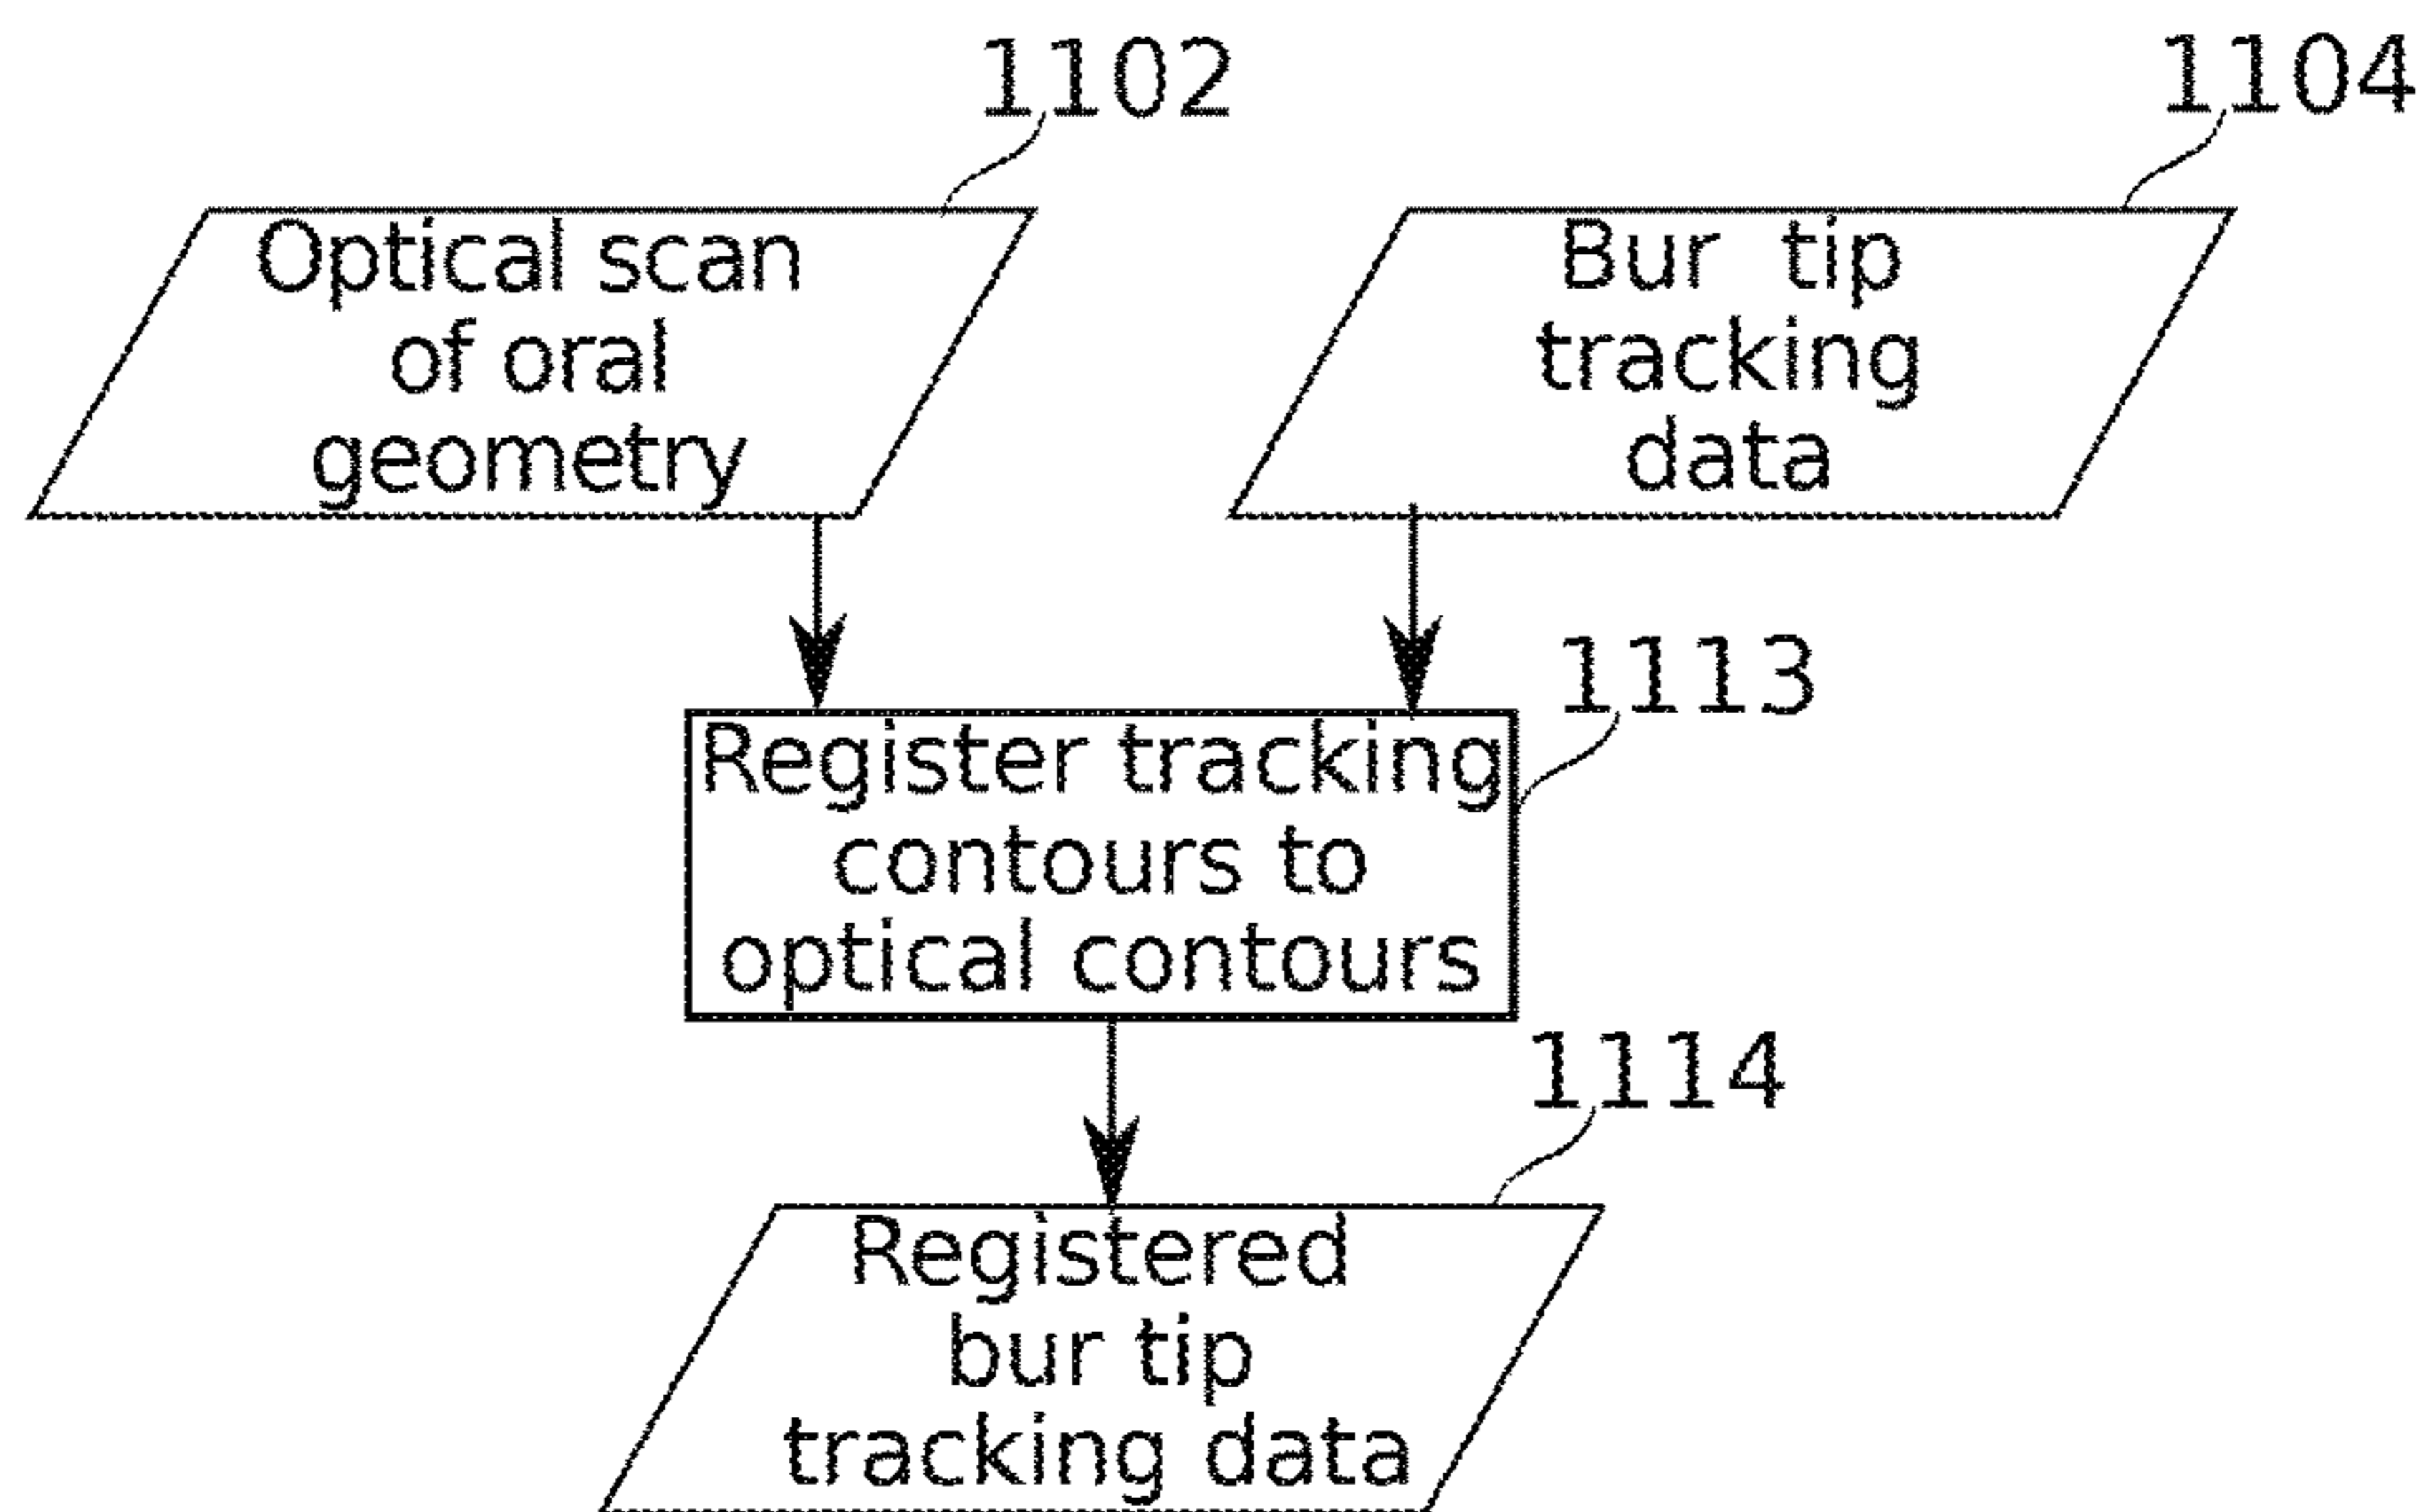 1102
1104
Optical scan
of oral
geometry
Bur tip
tracking
data
1113
Register tracking
contours to
optical contours
1114
Registered
bur tip
tracking data